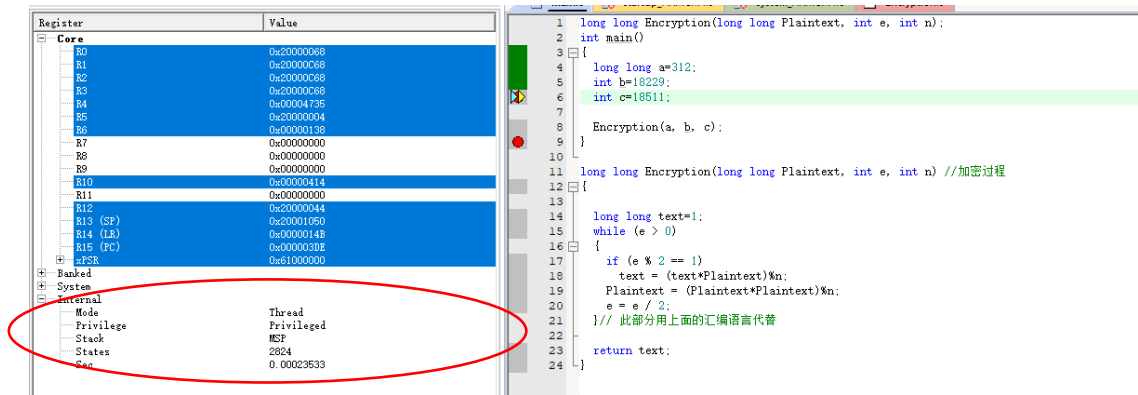 Register Value
Core
R0 0x20000068
R1 0x20000C68
R2 0x20000C68
R3 0x20000C68
R4 0x00004735
R5 0x20000004
R6 0x00000138
R7 0x00000000
R8 0x00000000
R9 0x00000000
R10 0x00000414
R11 0x00000000
R12 0x20000044
R13 (SP) 0x20001050
R14 (LR) 0x0000014B
R15 (PC) 0x000003DE
xPSR 0x61000000
Banked
System
Internal
Mode Thread
Privilege Privileged
Stack MSP
States 2824
Sec 0.00023533
1 long long Encryption(long long Plaintext, int e, int n);
2 int main()
3 {
4 long long a=312;
5 int b=18229;
6 int c=18511;
7
8 Encryption(a, b, c);
9 }
10
11 long long Encryption(long long Plaintext, int e, int n) //加密过程
12 {
13
14 long long text=1;
15 while (e > 0)
16 {
17 if (e % 2 == 1)
18 text = (text*Plaintext)%n;
19 Plaintext = (Plaintext*Plaintext)%n;
20 e = e / 2;
21 }// 此部分用上面的汇编语言代替
22
23 return text;
24 }